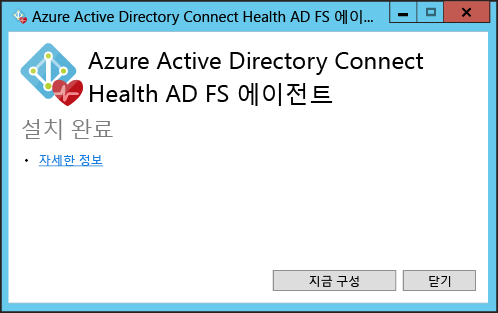 Azure Active Directory Connect Health AD FS 에이...
Azure Active Directory Connect
Health AD FS 에이전트
설치 완료
• 자세한 정보
지금 구성
닫기